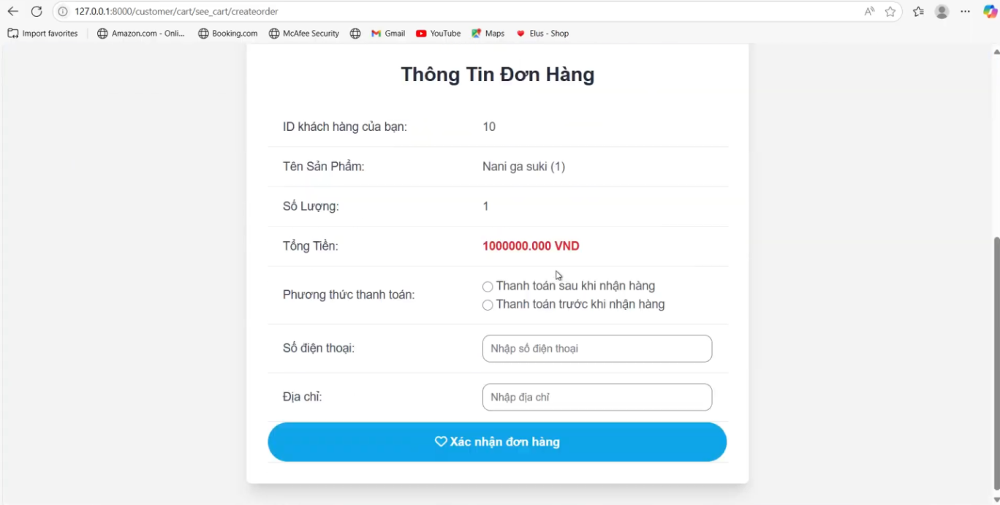 127.0.0.1:8000/customer/cart/see_cart/createorder
Import favorites Amazon.com - Onli... Booking.com McAfee Security Gmail YouTube Maps Elus - Shop
Thông Tin Đơn Hàng
ID khách hàng của bạn: 10
Tên Sản Phẩm: Nani ga suki (1)
Số Lượng: 1
Tổng Tiền: 1000000.000 VND
Phương thức thanh toán: Thanh toán sau khi nhận hàng
Thanh toán trước khi nhận hàng
Số điện thoại: Nhập số điện thoại
Địa chỉ: Nhập địa chỉ
Xác nhận đơn hàng